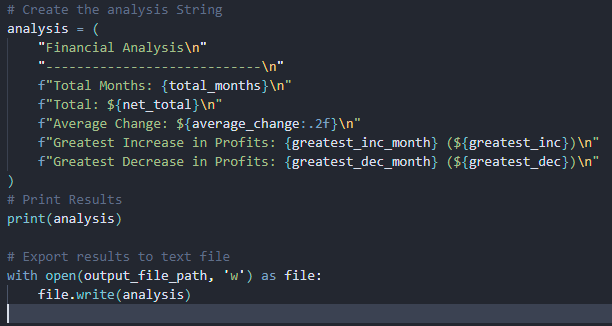 # Create the analysis String
analysis = (
    "Financial Analysis\n"
    "----------------------------\n"
    f"Total Months: {total_months}\n"
    f"Total: ${net_total}\n"
    f"Average Change: ${average_change:.2f}\n"
    f"Greatest Increase in Profits: {greatest_inc_month} (${greatest_inc})\n"
    f"Greatest Decrease in Profits: {greatest_dec_month} (${greatest_dec})\n"
)
# Print Results
print(analysis)

# Export results to text file
with open(output_file_path, 'w') as file:
    file.write(analysis)